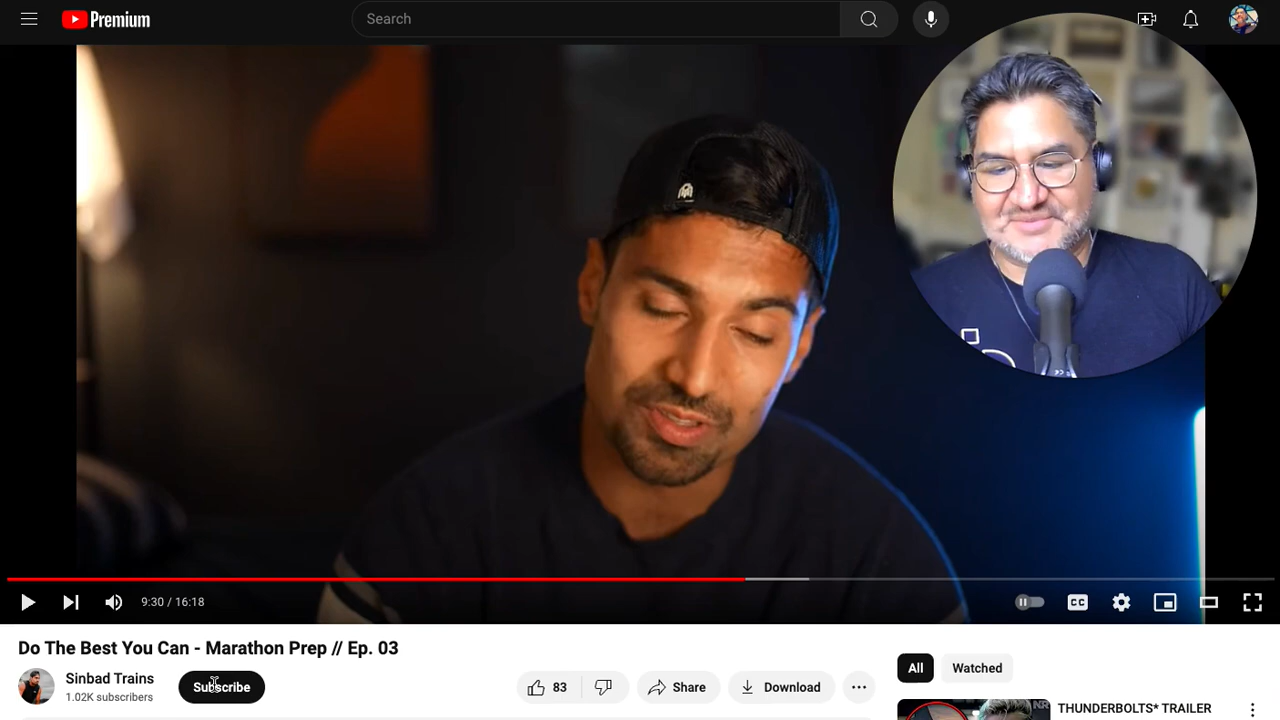 Premium
Search
9:30 / 16:18
CC
Do The Best You Can - Marathon Prep // Ep. 03
Sinbad Trains
1.02K subscribers
Subscribe
83
Share
Download
All
Watched
THUNDERBOLTS* TRAILER